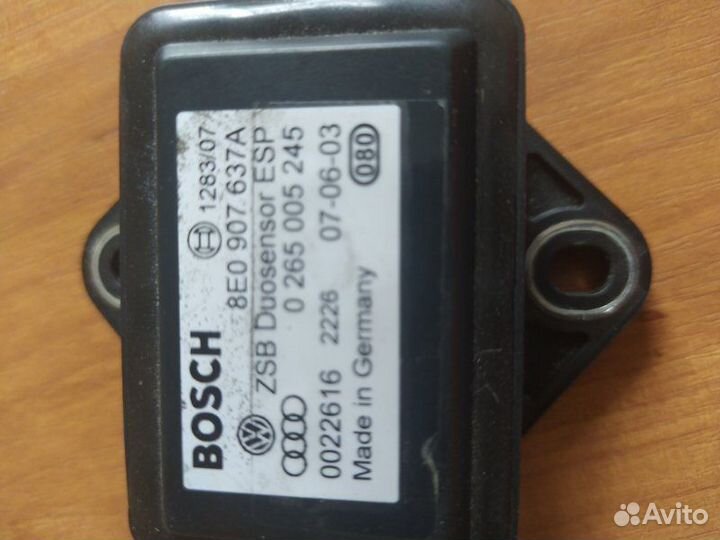 BOSCH 1283/07
8E0 907 637A
ZSB Duosensor ESP
0 265 005 245
0022616 2226 07-06-03
Made in Germany 080
Avito